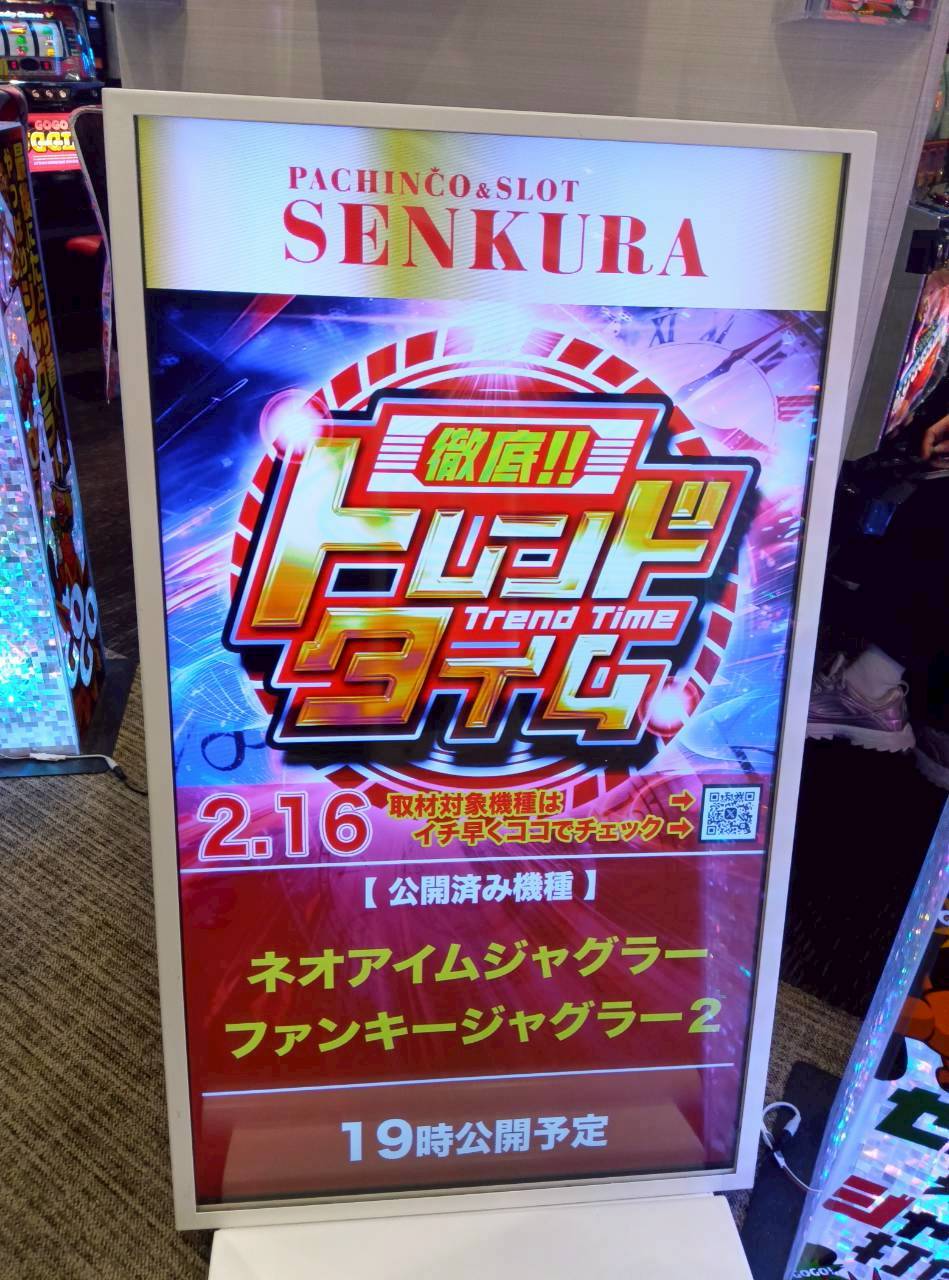 PACHINCO&SLOT
SENKURA
徹底!!
トレンド
Trend Time
タイム
2.16
取材対象機種は
イチ早くココでチェック
【 公開済み機種 】
ネオアイムジャグラー
ファンキージャグラー2
19時公開予定
GOGO